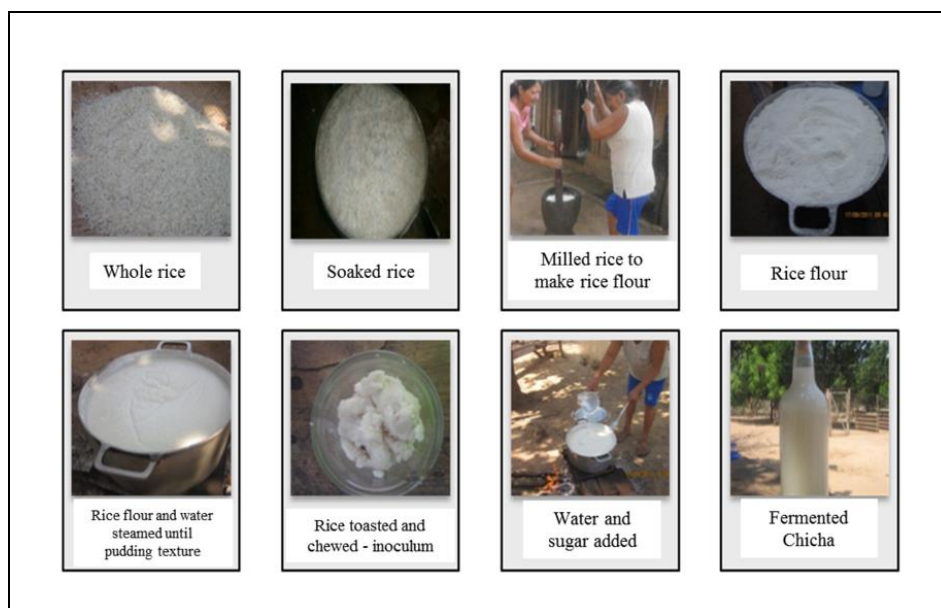 Whole rice
Soaked rice
Milled rice to
make rice flour
Rice flour
Rice flour and water
steamed until
pudding texture
Rice toasted and
chewed - inoculum
Water and
sugar added
Fermented
Chicha